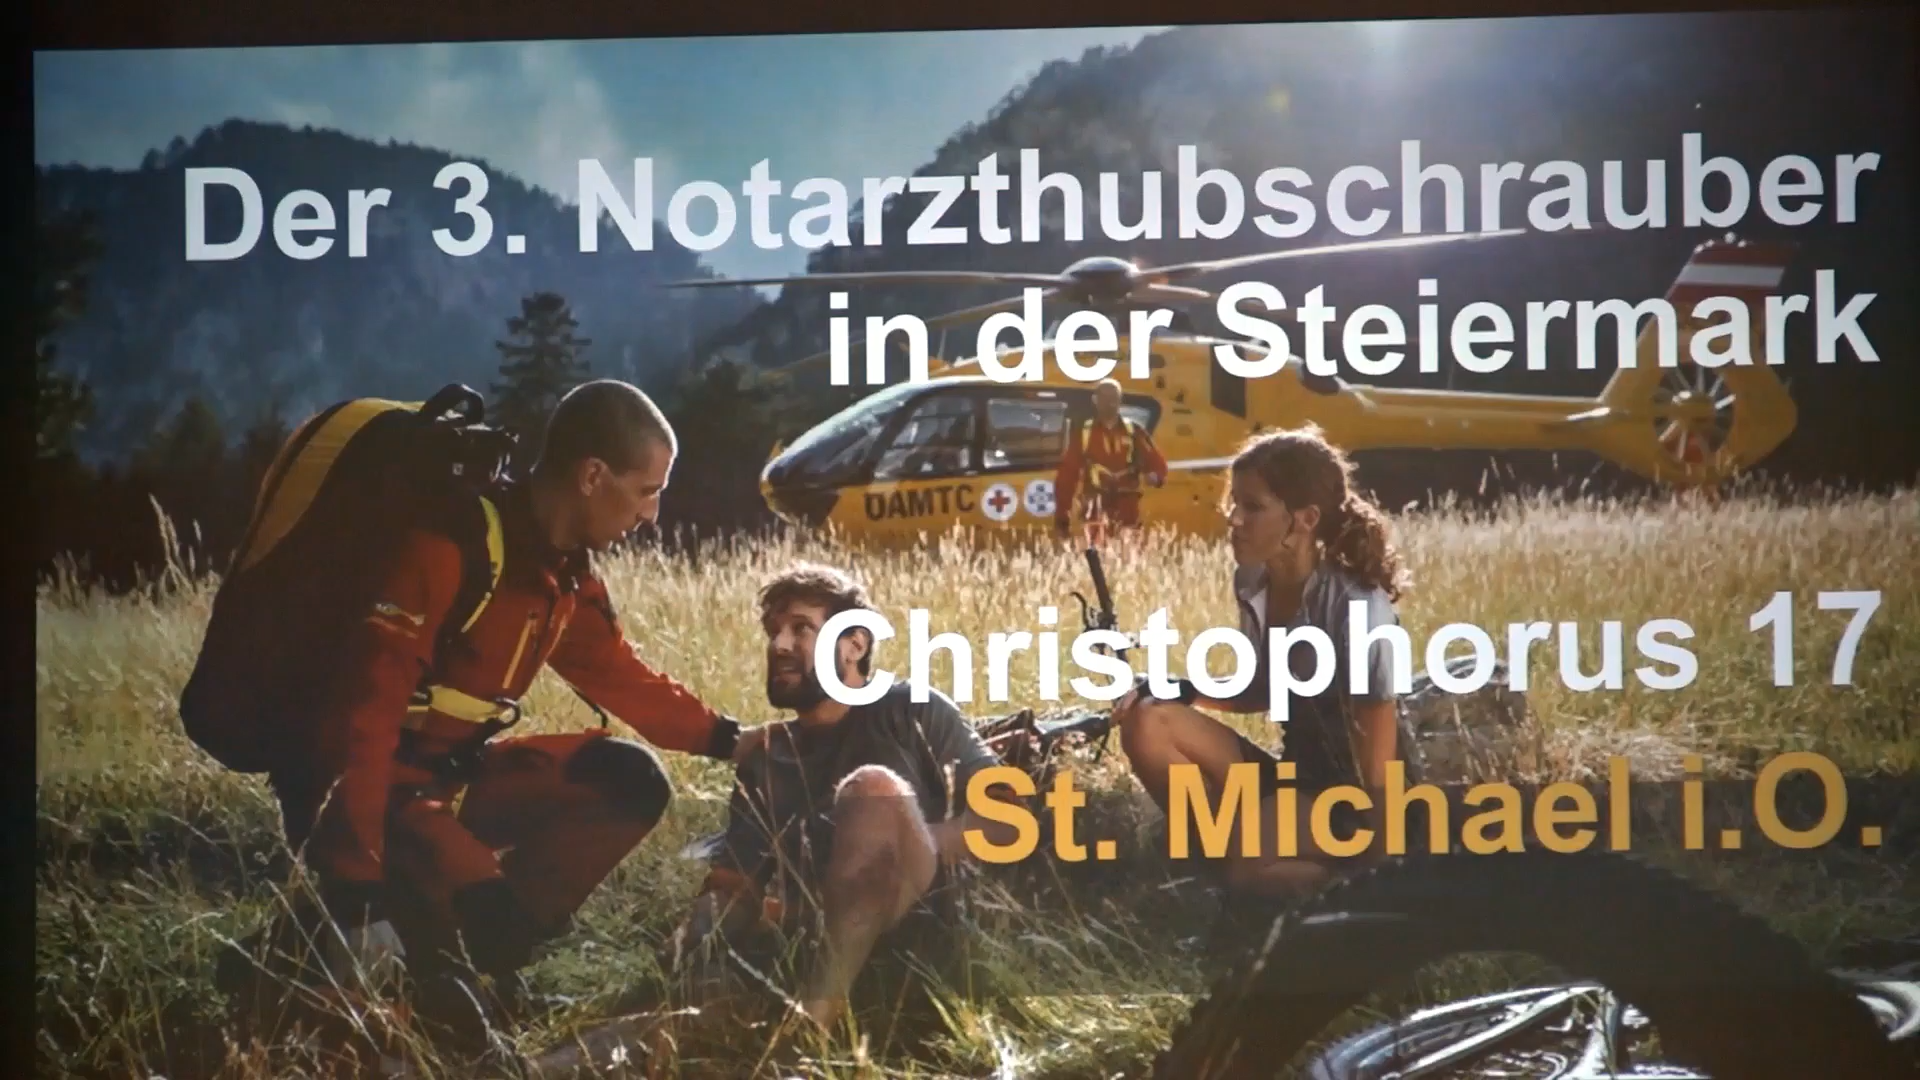 Der 3. Notarzthubschrauber
in der Steiermark
ÖAMTC
Christophorus 17
St. Michael i.O.